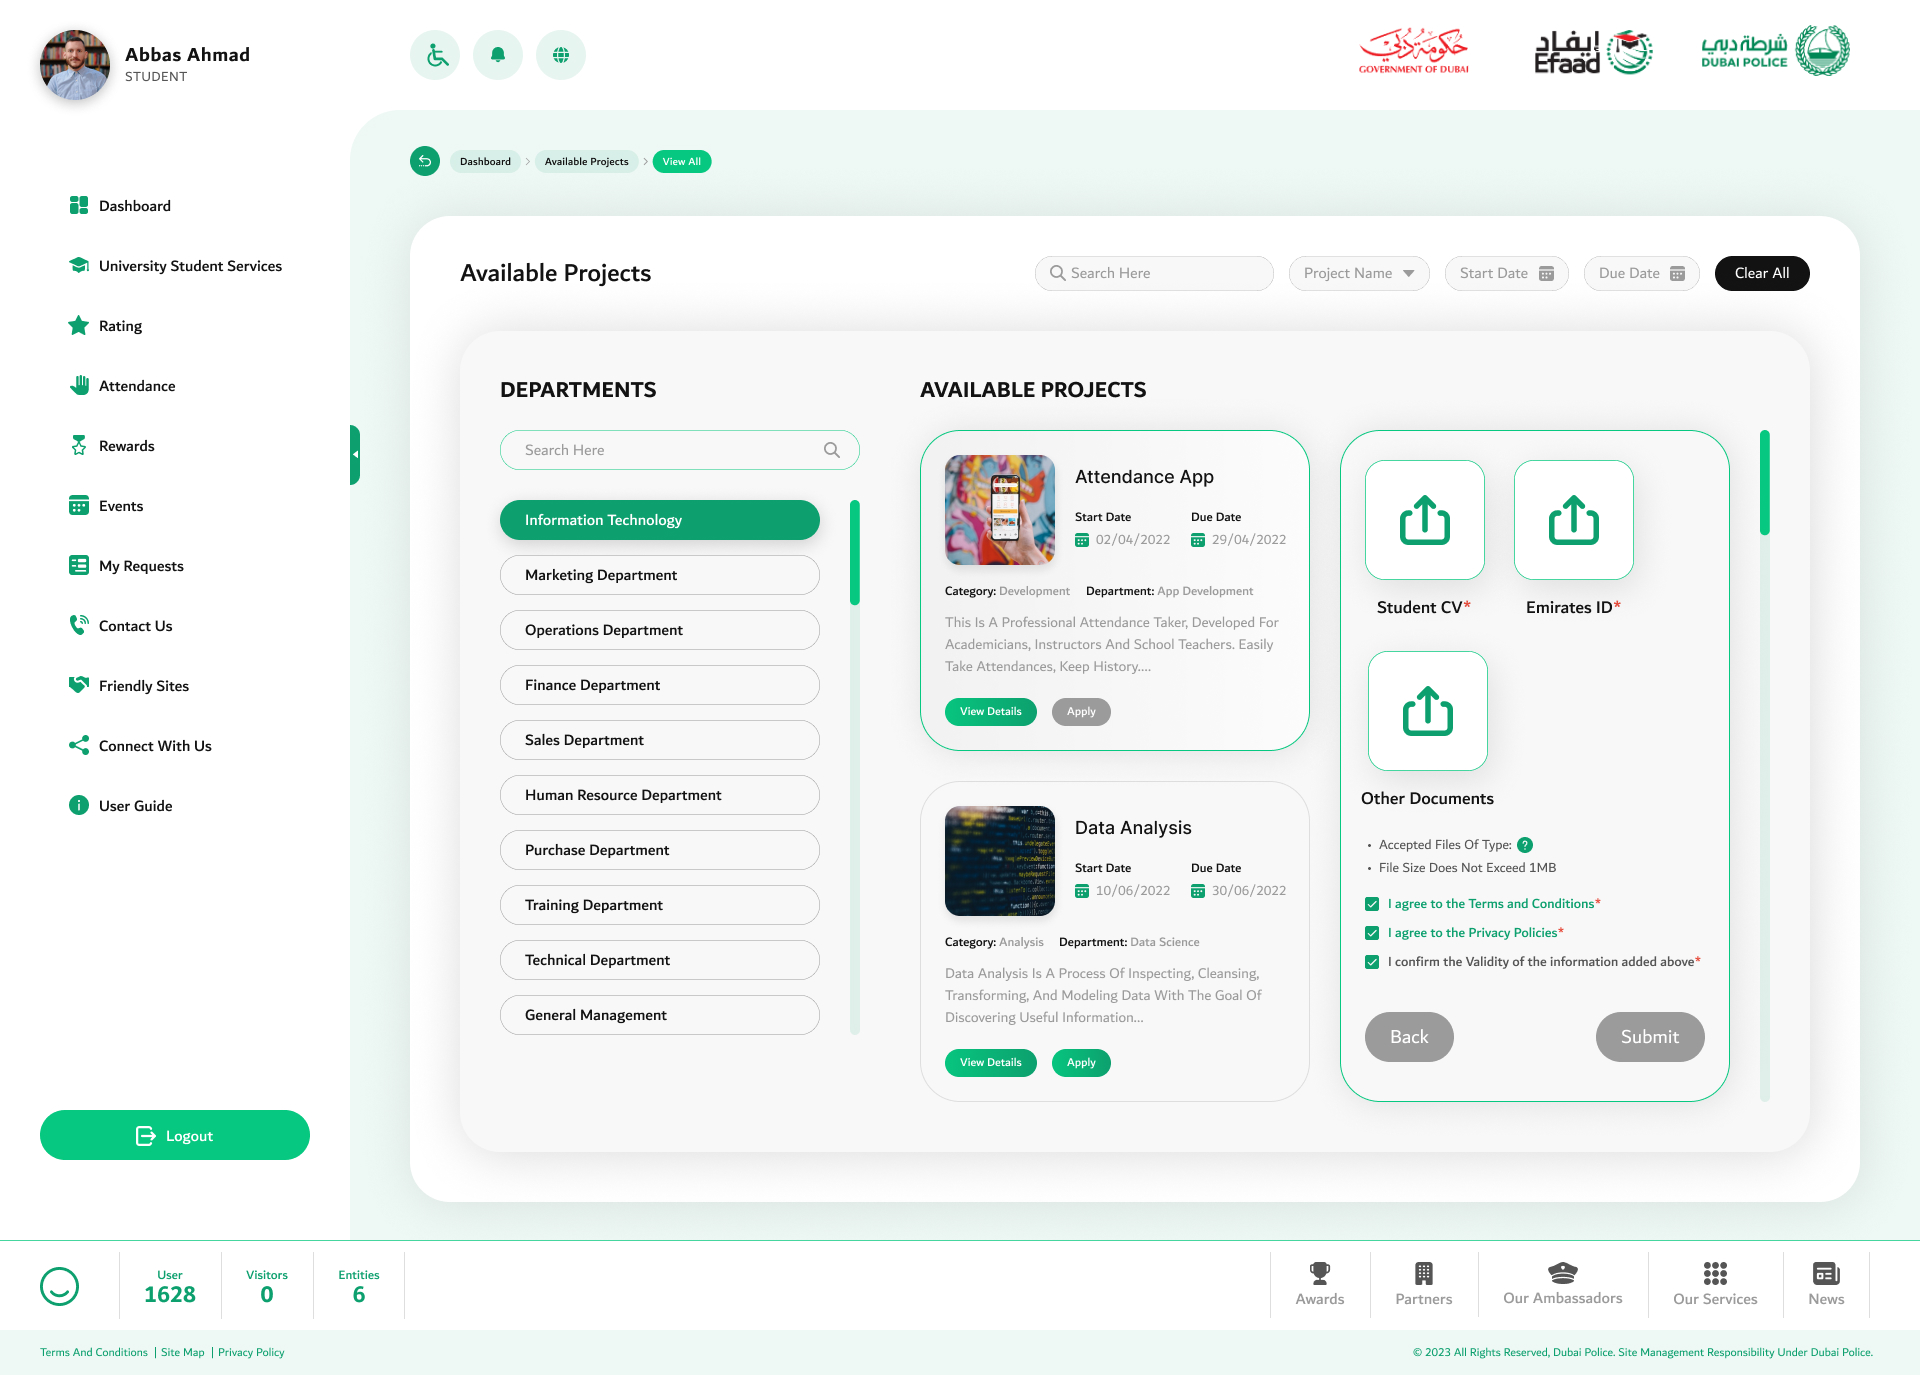 Abbas Ahmad
STUDENT
حكومة دبي
GOVERNMENT OF DUBAI
إيفاد
Efaad
شرطة دبي
DUBAI POLICE
Dashboard
Available Projects
View All
Dashboard
University Student Services
Rating
Attendance
Rewards
Events
My Requests
Contact Us
Friendly Sites
Connect With Us
User Guide
Logout
Available Projects
Search Here
Project Name
Start Date
Due Date
Clear All
DEPARTMENTS
Search Here
Information Technology
Marketing Department
Operations Department
Finance Department
Sales Department
Human Resource Department
Purchase Department
Training Department
Technical Department
General Management
AVAILABLE PROJECTS
Attendance App
Start Date Due Date
02/04/2022 29/04/2022
Category: Development Department: App Development
This Is A Professional Attendance Taker, Developed For
Academicians, Instructors And School Teachers. Easily
Take Attendances, Keep History....
View Details Apply
Data Analysis
Start Date Due Date
10/06/2022 30/06/2022
Category: Analysis Department: Data Science
Data Analysis Is A Process Of Inspecting, Cleansing,
Transforming, And Modeling Data With The Goal Of
Discovering Useful Information...
View Details Apply
Student CV* Emirates ID*
Other Documents
• Accepted Files Of Type: ?
• File Size Does Not Exceed 1MB
I agree to the Terms and Conditions*
I agree to the Privacy Policies*
I confirm the Validity of the information added above*
Back Submit
User
1628
Visitors
0
Entities
6
Awards
Partners
Our Ambassadors
Our Services
News
Terms And Conditions | Site Map | Privacy Policy
© 2023 All Rights Reserved, Dubai Police. Site Management Responsibility Under Dubai Police.